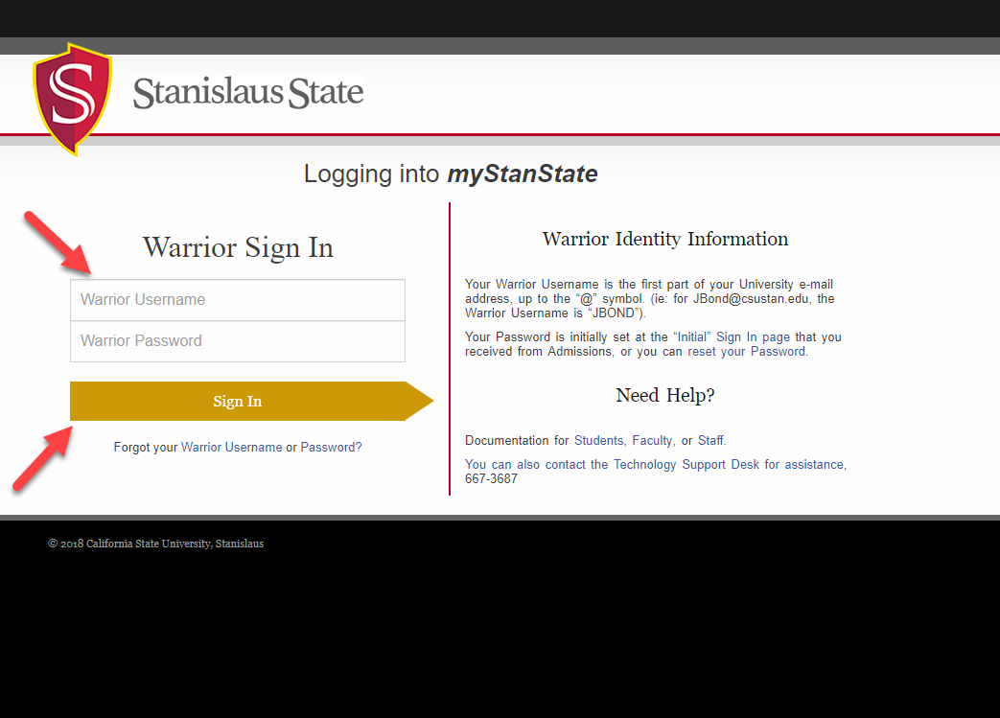 S
Stanislaus State
Logging into myStanState
Warrior Sign In
Warrior Username
Warrior Password
Sign In
Forgot your Warrior Username or Password?
Warrior Identity Information
Your Warrior Username is the first part of your University e-mail
address, up to the “@” symbol. (ie: for JBond@csustan.edu, the
Warrior Username is “JBOND”).
Your Password is initially set at the “Initial” Sign In page that you
received from Admissions, or you can reset your Password.
Need Help?
Documentation for Students, Faculty, or Staff.
You can also contact the Technology Support Desk for assistance,
667-3687
© 2018 California State University, Stanislaus